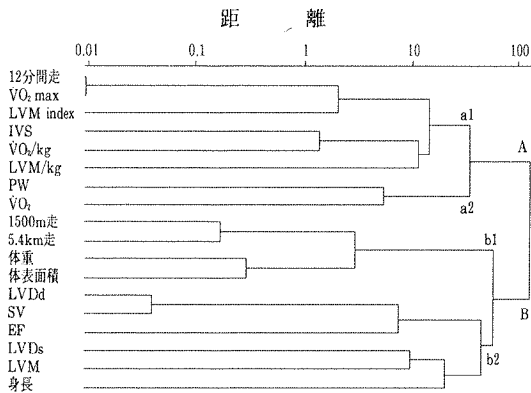 距離
0.01 0.1 1 10 100
12分間走
V̇O₂ max
LVM index
IVS
V̇O₂/kg
LVM/kg
PW
V̇O₂
1500m走
5.4km走
体重
体表面積
LVDd
SV
EF
LVDs
LVM
身長
a1
A
a2
b1
B
b2